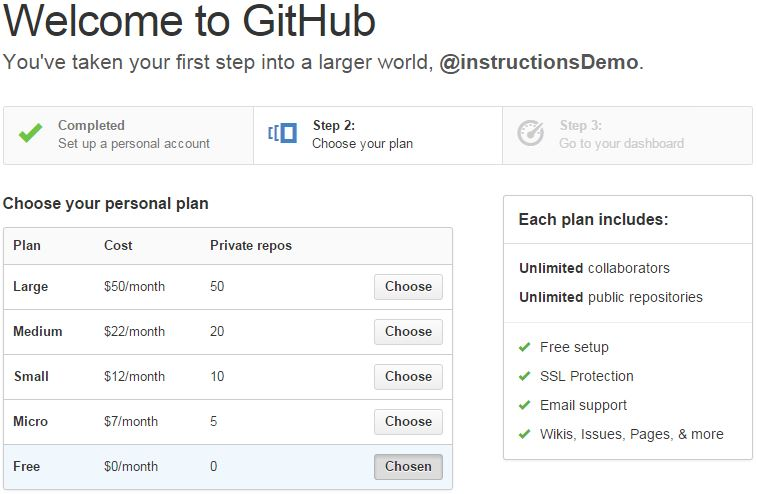 Welcome to GitHub
You've taken your first step into a larger world, @instructionsDemo.
Completed
Set up a personal account
Step 2:
Choose your plan
Step 3:
Go to your dashboard
Choose your personal plan
Plan Cost Private repos
Large $50/month 50 Choose
Medium $22/month 20 Choose
Small $12/month 10 Choose
Micro $7/month 5 Choose
Free $0/month 0 Chosen
Each plan includes:
Unlimited collaborators
Unlimited public repositories
Free setup
SSL Protection
Email support
Wikis, Issues, Pages, & more